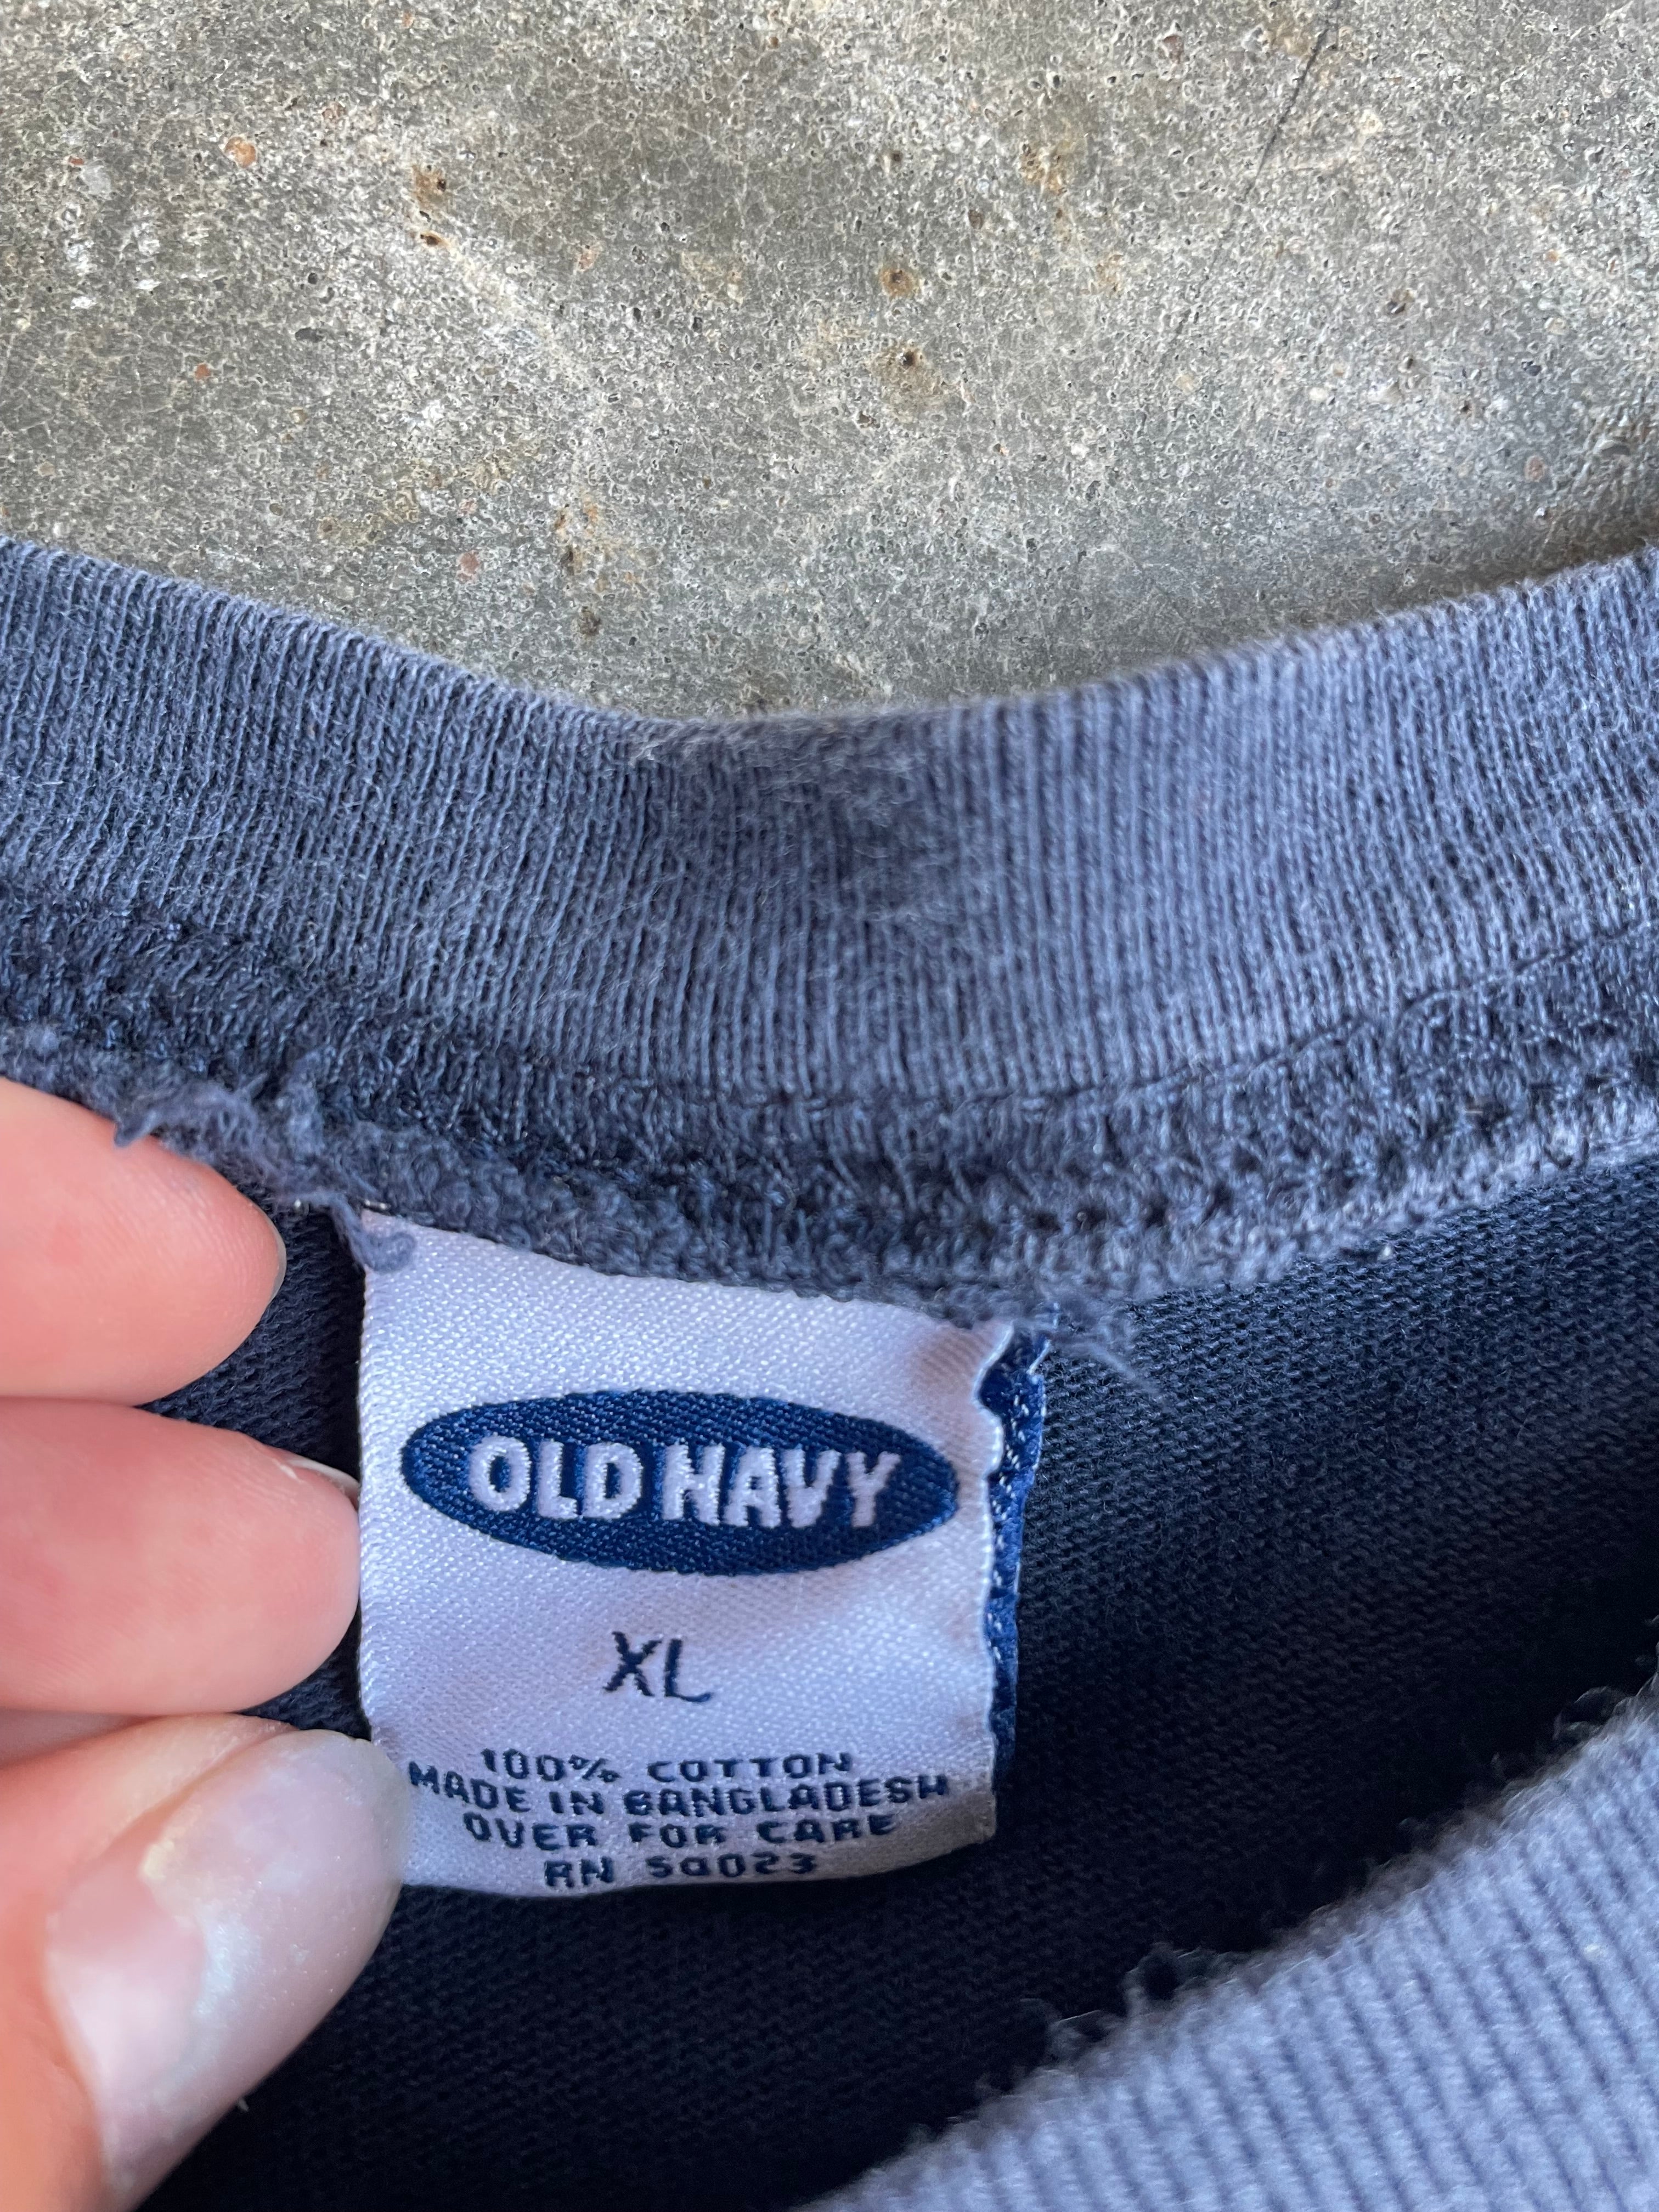 OLD NAVY
XL
100% COTTON
MADE IN BANGLADESH
OVER FOR CARE
RN 54023